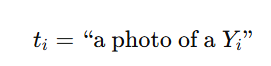 tᵢ = “a photo of a Yᵢ”